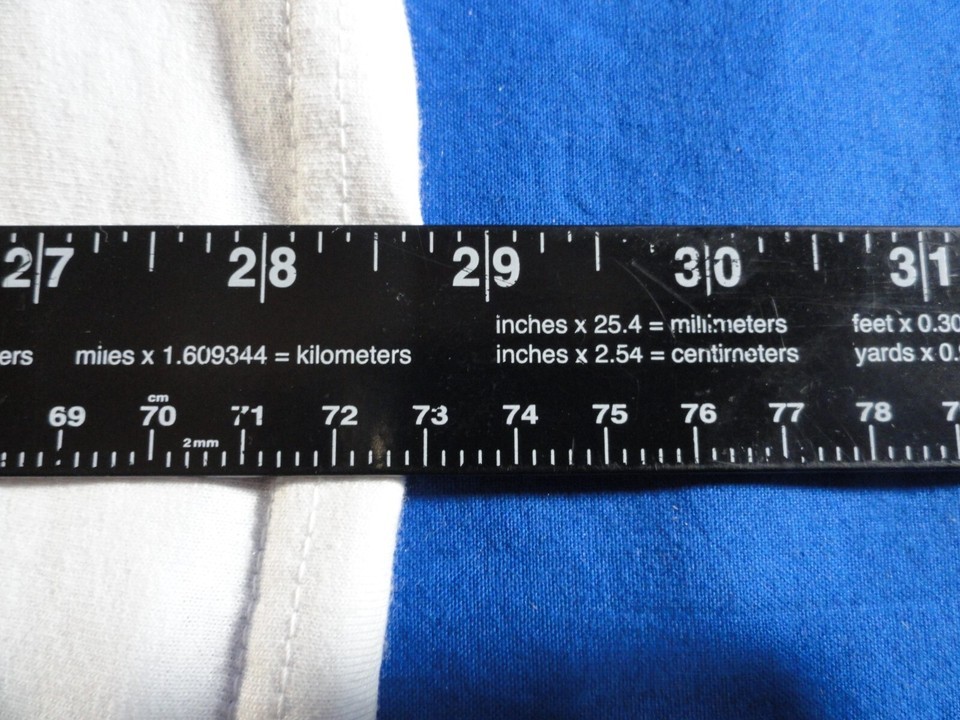 27 28 29 30 31
inches x 25.4 = millimeters feet x 0.30
ers miles x 1.609344 = kilometers inches x 2.54 = centimeters yards x 0.
cm
69 70 71 72 73 74 75 76 77 78 7
2mm